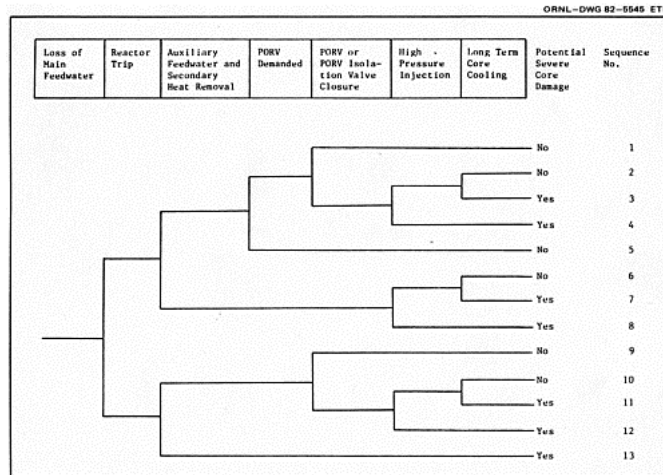 ORNL-DWG 82-5545 ET
Loss of Main Feedwater
Reactor Trip
Auxiliary Feedwater and Secondary Heat Removal
PORV Demanded
PORV or PORV Isola- tion Valve Closure
High - Pressure Injection
Long Term Core Cooling
Potential Severe Core Damage
Sequence No.
No 1
No 2
Yes 3
Yes 4
No 5
No 6
Yes 7
Yes 8
No 9
No 10
Yes 11
Yes 12
Yes 13